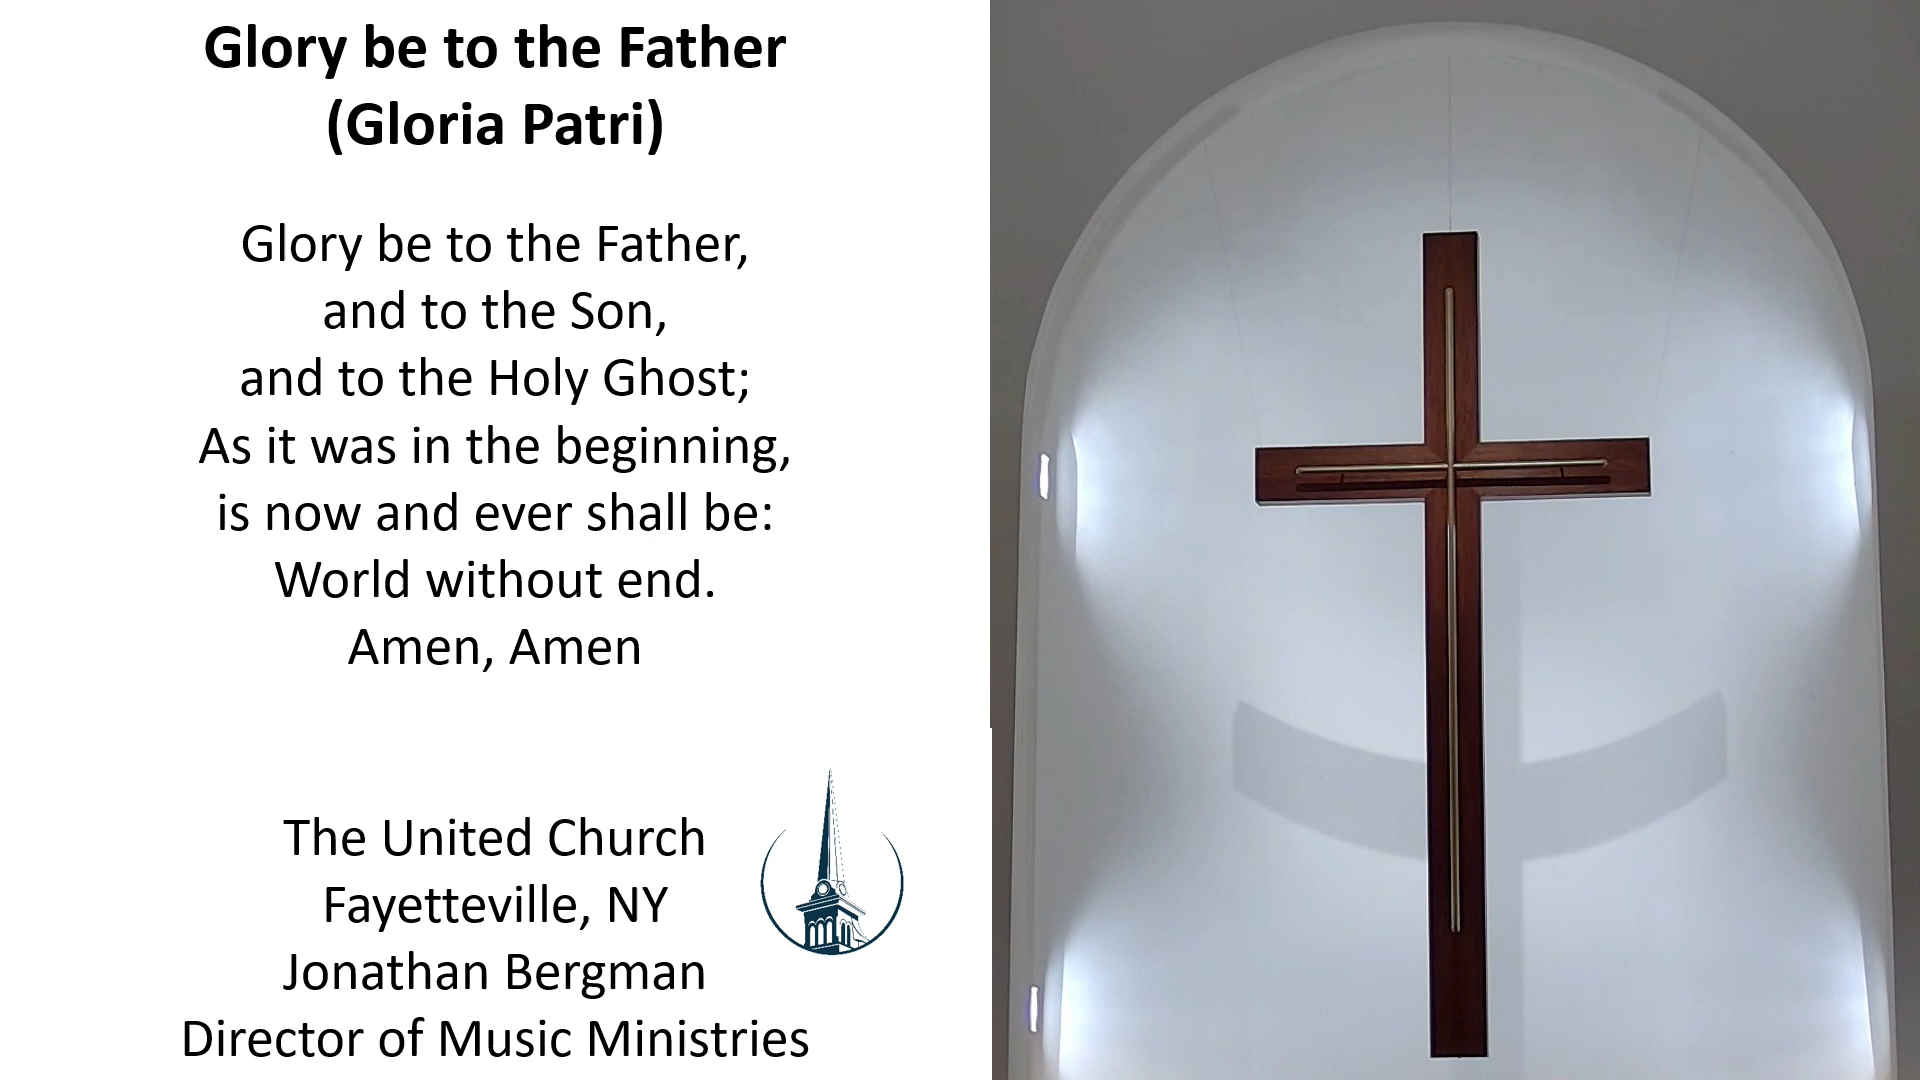 Glory be to the Father
(Gloria Patri)
Glory be to the Father,
and to the Son,
and to the Holy Ghost;
As it was in the beginning,
is now and ever shall be:
World without end.
Amen, Amen
The United Church
Fayetteville, NY
Jonathan Bergman
Director of Music Ministries